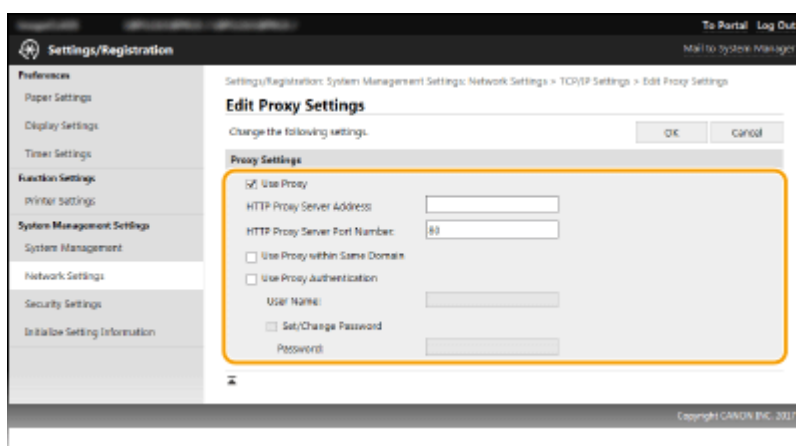 To Portal Log Out
Settings/Registration
Mail to System Manager
Preferences
Paper Settings
Display Settings
Timer Settings
Function Settings
Printer Settings
System Management Settings
System Management
Network Settings
Security Settings
Initialize Setting Information
Settings/Registration: System Management Settings: Network Settings > TCP/IP Settings > Edit Proxy Settings
Edit Proxy Settings
Change the following settings.
OK
Cancel
Proxy Settings
Use Proxy
HTTP Proxy Server Address:
HTTP Proxy Server Port Number:
80
Use Proxy within Same Domain
Use Proxy Authentication
User Name:
Set/Change Password
Password:
Copyright CANON INC. 2017